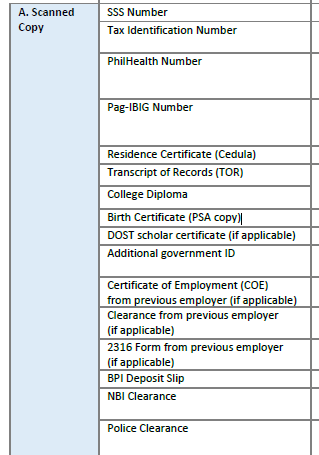 A. Scanned
Copy
SSS Number
Tax Identification Number
PhilHealth Number
Pag-IBIG Number
Residence Certificate (Cedula)
Transcript of Records (TOR)
College Diploma
Birth Certificate (PSA copy)
DOST scholar certificate (if applicable)
Additional government ID
Certificate of Employment (COE)
from previous employer (if applicable)
Clearance from previous employer
(if applicable)
2316 Form from previous employer
(if applicable)
BPI Deposit Slip
NBI Clearance
Police Clearance